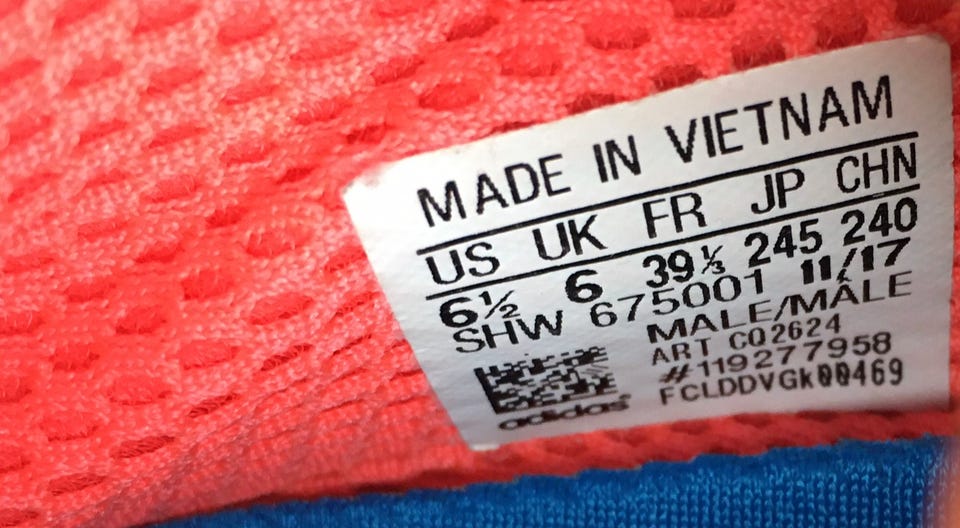 MADE IN VIETNAM
US UK FR JP CHN
6½ 6 39⅓ 245 240
SHW 675001 11/17
MALE/MÂLE
ART CQ2624
#119277958
FCLDDVGk00469
adidas